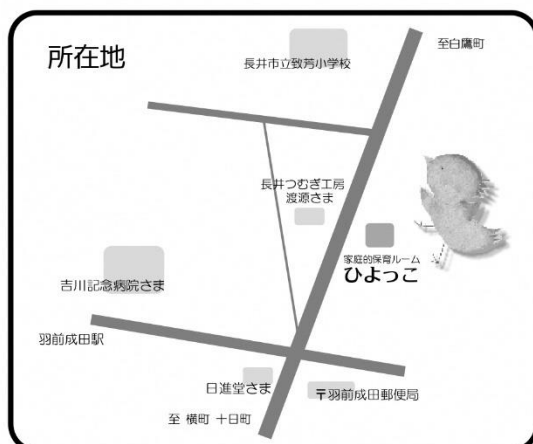 所在地
至白鷹町
長井市立致芳小学校
長井つむぎ工房
渡源さま
家庭的保育ルーム
ひよっこ
吉川記念病院さま
羽前成田駅
日進堂さま
〒羽前成田郵便局
至 横町 十日町